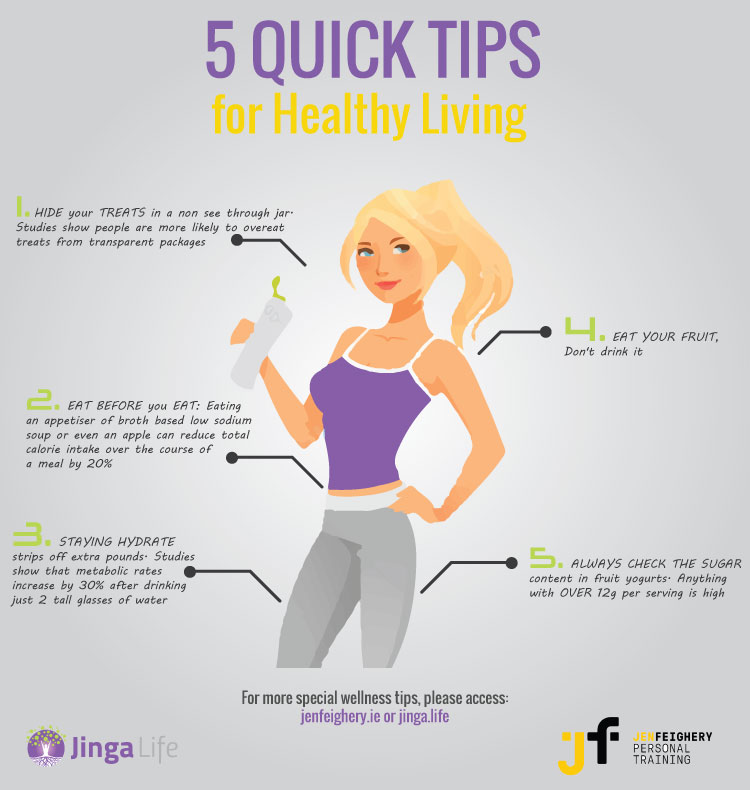 5 QUICK TIPS
for Healthy Living
1. HIDE your TREATS in a non see through jar.
Studies show people are more likely to overeat
treats from transparent packages
2. EAT BEFORE you EAT: Eating
an appetiser of broth based low sodium
soup or even an apple can reduce total
calorie intake over the course of
a meal by 20%
3. STAYING HYDRATE
strips off extra pounds. Studies
show that metabolic rates
increase by 30% after drinking
just 2 tall glasses of water
4. EAT YOUR FRUIT,
Don't drink it
5. ALWAYS CHECK THE SUGAR
content in fruit yogurts. Anything
with OVER 12g per serving is high
For more special wellness tips, please access:
jenfeighery.ie or jinga.life
Jinga Life
jf
JENFEIGHERY
PERSONAL
TRAINING